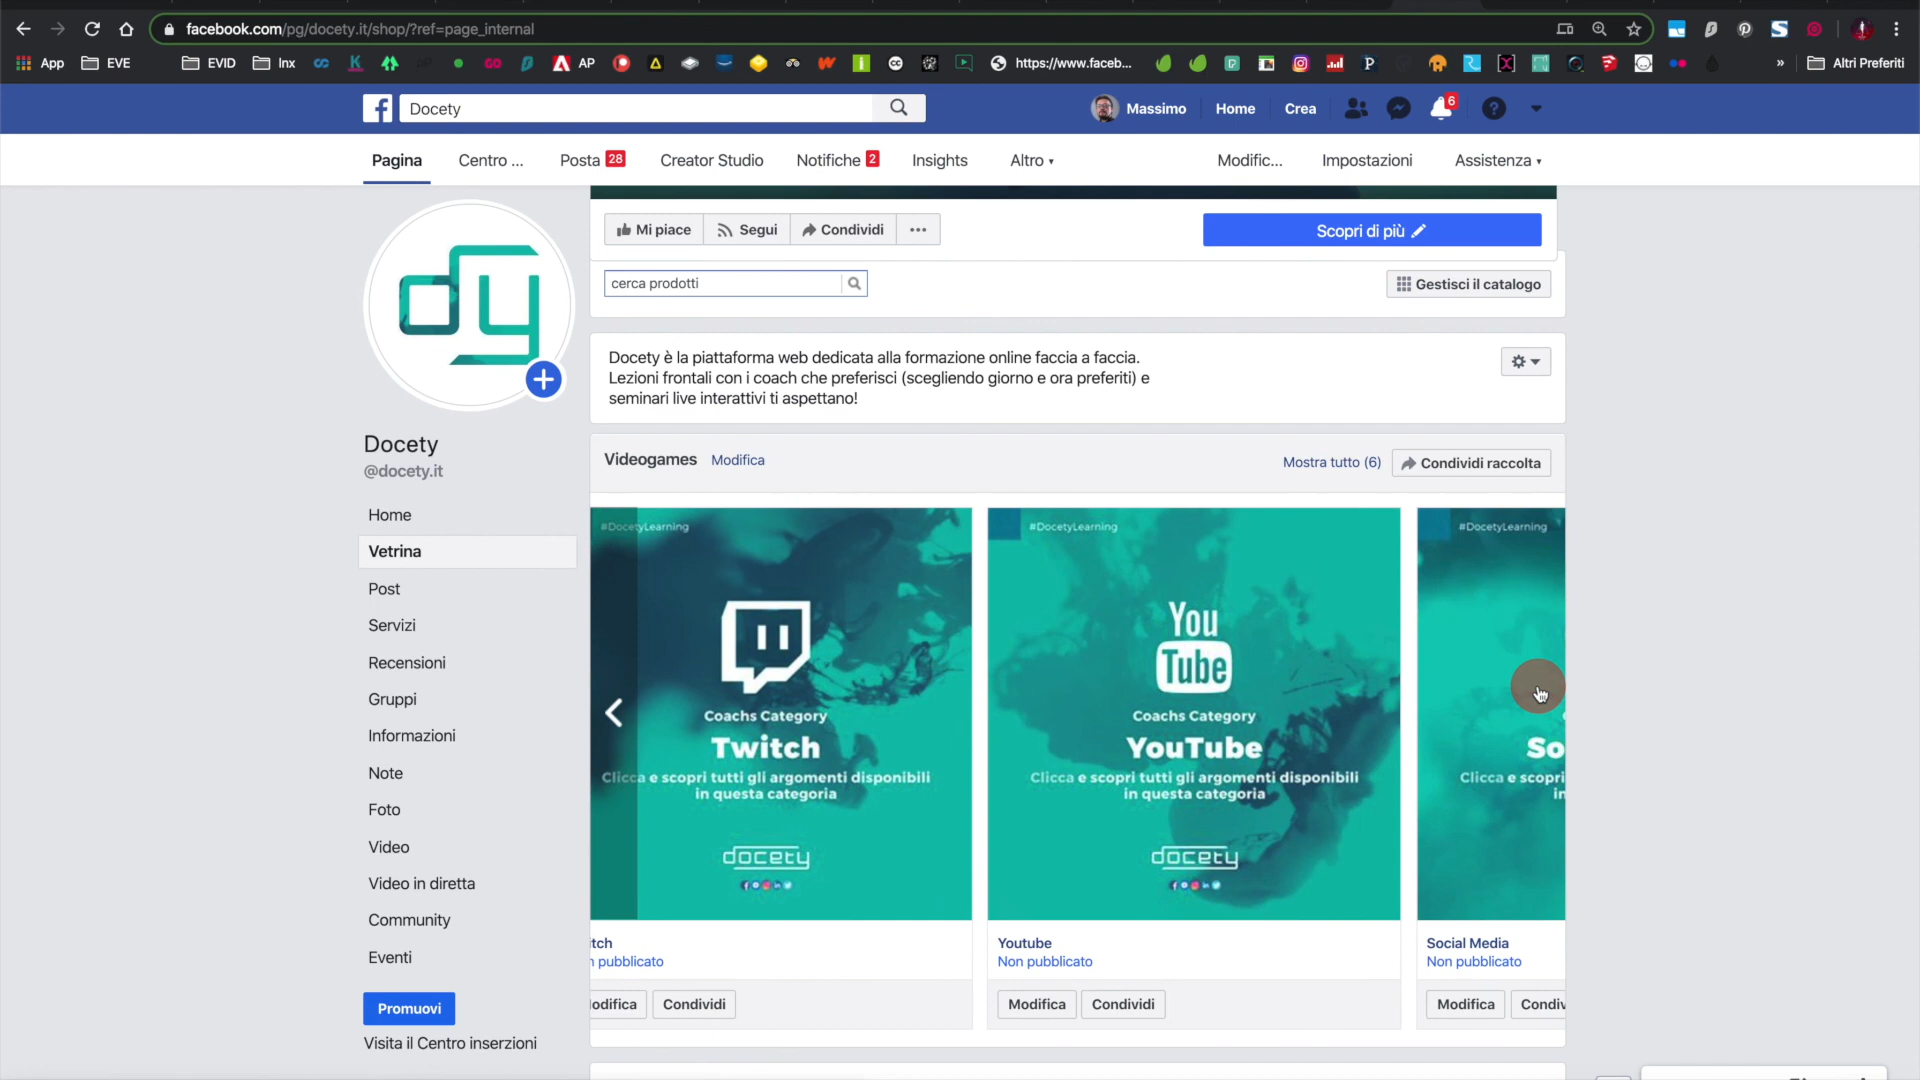 facebook.com/pg/docety.it/shop/?ref=page_internal
App
EVE
EVID
Inx
AP
https://www.faceb...
»
Altri Preferiti
Docety
Massimo
Home
Crea
6
Pagina
Centro ...
Posta 28
Creator Studio
Notifiche 2
Insights
Altro
Modific...
Impostazioni
Assistenza
Mi piace
Segui
Condividi
Scopri di più
cerca prodotti
Gestisci il catalogo
Docety è la piattaforma web dedicata alla formazione online faccia a faccia.
Lezioni frontali con i coach che preferisci (scegliendo giorno e ora preferiti) e
seminari live interattivi ti aspettano!
Docety
@docety.it
Home
Vetrina
Post
Servizi
Recensioni
Gruppi
Informazioni
Note
Foto
Video
Video in diretta
Community
Eventi
Promuovi
Visita il Centro inserzioni
Videogames
Modifica
Mostra tutto (6)
Condividi raccolta
#DocetyLearning
Coachs Category
Twitch
Clicca e scopri tutti gli argomenti disponibili
in questa categoria
docety
itch
n pubblicato
odifica
Condividi
#DocetyLearning
You
Tube
Coachs Category
YouTube
Clicca e scopri tutti gli argomenti disponibili
in questa categoria
docety
Youtube
Non pubblicato
Modifica
Condividi
#DocetyLearning
So
Clicca e scopri
in
Social Media
Non pubblicato
Modifica
Condiv